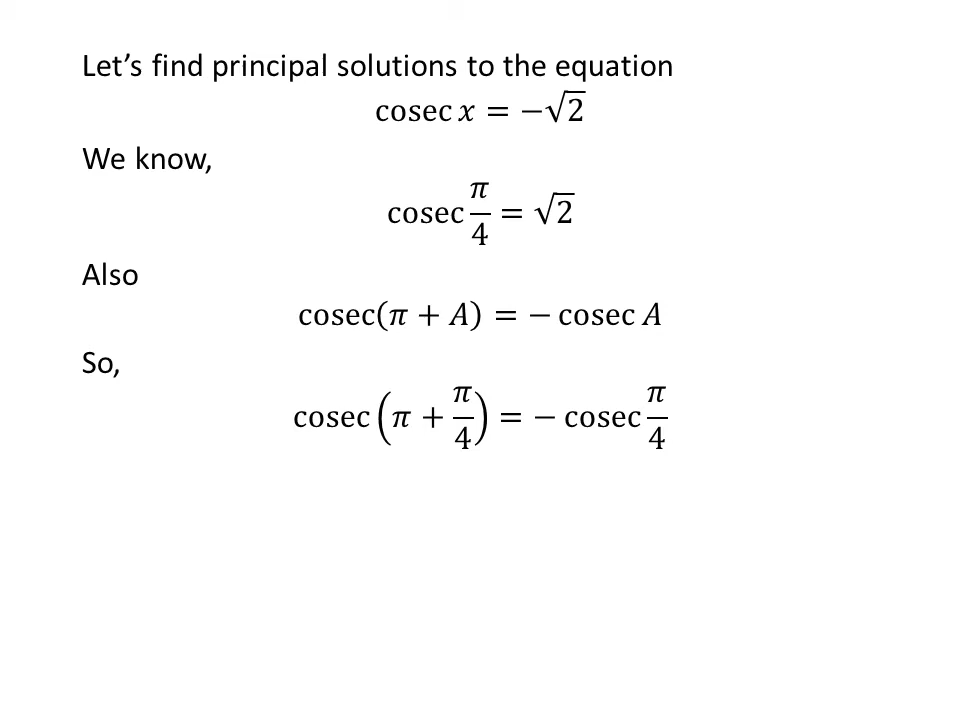 Let’s find principal solutions to the equation
cosec 𝑥 = −√2
We know,
cosec 𝜋/4 = √2
Also
cosec(𝜋 + 𝐴) = − cosec 𝐴
So,
cosec (𝜋 + 𝜋/4) = − cosec 𝜋/4